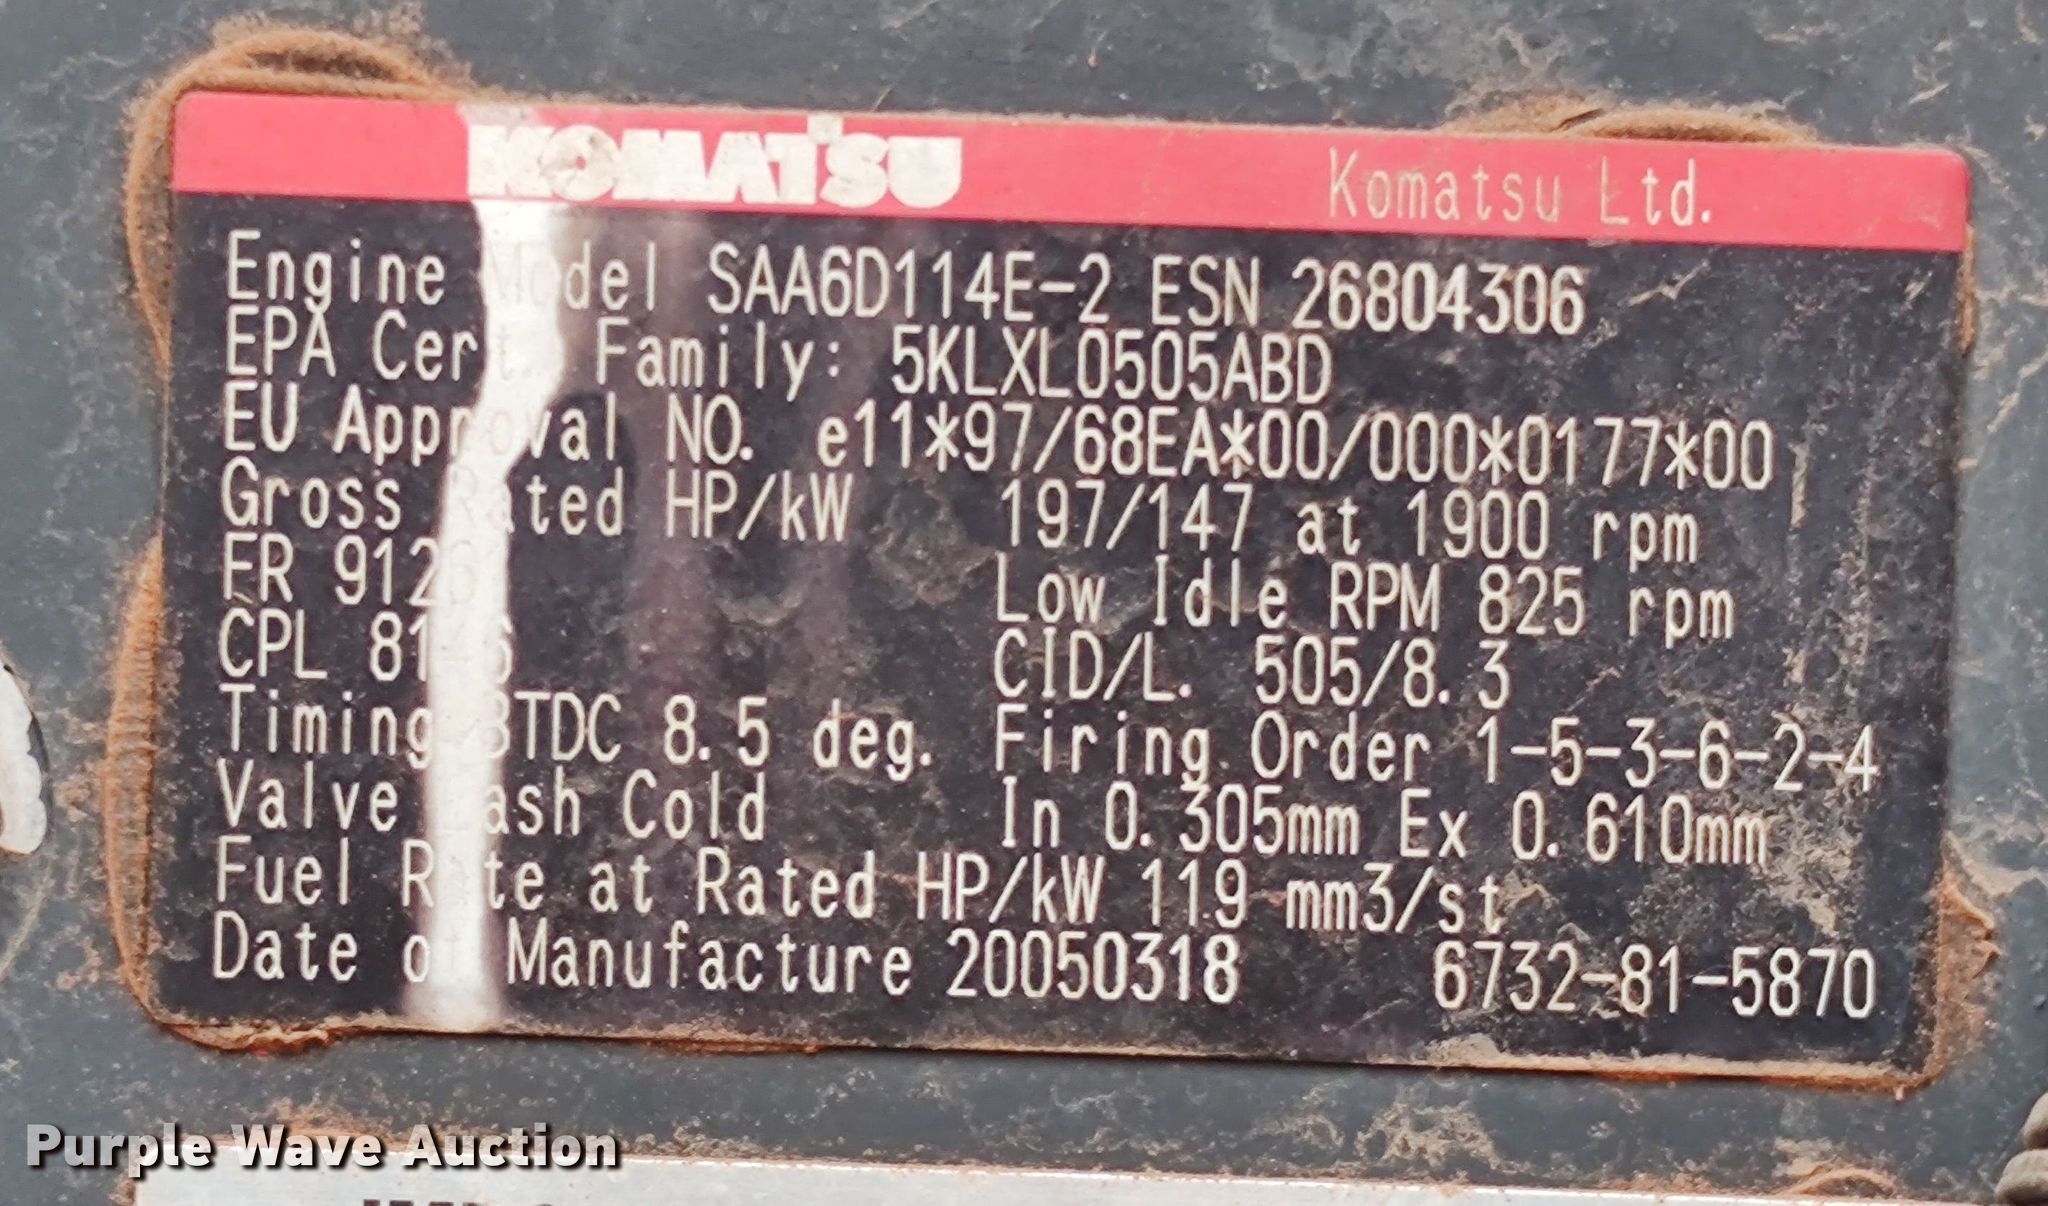 KOMATSU
Komatsu Ltd.
Engine Model SAA6D114E-2 ESN 26804306
EPA Cert. Family: 5KLXL0505ABD
EU Approval NO. e11*97/68EA*00/000*0177*00
Gross Rated HP/kW 197/147 at 1900 rpm
FR Low Idle RPM 825 rpm
CPL CID/L. 505/8.3
Timing-BTDC 8.5 deg. Firing Order 1-5-3-6-2-4
Valve Lash Cold In 0.305mm Ex 0.610mm
Fuel Rate at Rated HP/kW 119 mm3/st
Date of Manufacture 20050318 6732-81-5870
Purple Wave Auction